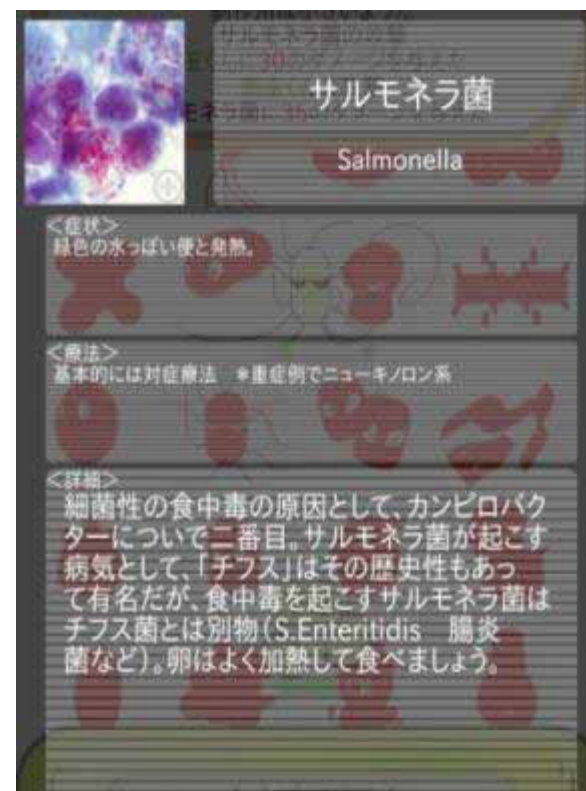 サルモネラ菌
Salmonella
<症状>
緑色の水っぽい便と発熱。
<療法>
基本的には対症療法　*重症例でニューキノロン系
<詳細>
細菌性の食中毒の原因として、カンピロバク
ターについで二番目。サルモネラ菌が起こす
病気として、「チフス」はその歴史性もあっ
て有名だが、食中毒を起こすサルモネラ菌は
チフス菌とは別物(S.Enteritidis　腸炎
菌など)。卵はよく加熱して食べましょう。